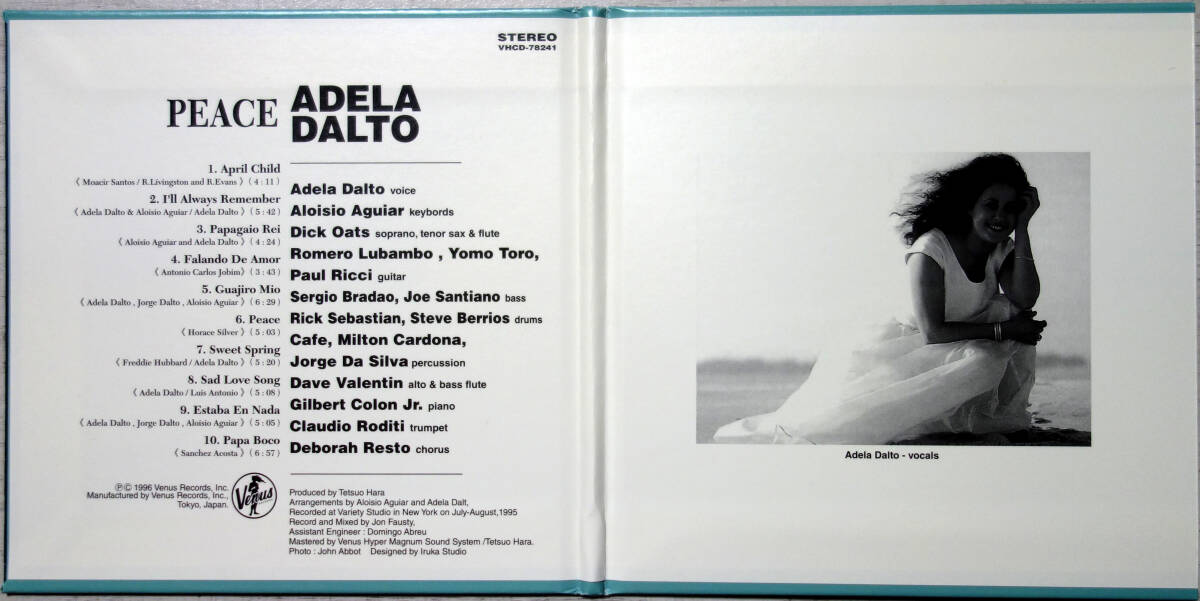 STEREO
VHCD-78241
PEACE
ADELA
DALTO
1. April Child
《 Moacir Santos / R.Livingston and R.Evans 》( 4 : 11 )
2. I'll Always Remember
《 Adela Dalto & Aloisio Aguiar / Adela Dalto 》( 5 : 42 )
3. Papagaio Rei
《 Aloisio Aguiar and Adela Dalto 》( 4 : 24 )
4. Falando De Amor
《 Antonio Carlos Jobim 》( 3 : 43 )
5. Guajiro Mio
《 Adela Dalto , Jorge Dalto , Aloisio Aguiar 》( 6 : 29 )
6. Peace
《 Horace Silver 》( 5 : 03 )
7. Sweet Spring
《 Freddie Hubbard / Adela Dalto 》( 5 : 20 )
8. Sad Love Song
《 Adela Dalto / Luis Antonio 》( 5 : 08 )
9. Estaba En Nada
《 Adela Dalto , Jorge Dalto , Aloisio Aguiar 》( 5 : 05 )
10. Papa Boco
《 Sanchez Acosta 》( 6 : 57 )
Adela Dalto voice
Aloisio Aguiar keybords
Dick Oats soprano, tenor sax & flute
Romero Lubambo , Yomo Toro,
Paul Ricci guitar
Sergio Bradao, Joe Santiano bass
Rick Sebastian, Steve Berrios drums
Cafe, Milton Cardona,
Jorge Da Silva percussion
Dave Valentin alto & bass flute
Gilbert Colon Jr. piano
Claudio Roditi trumpet
Deborah Resto chorus
℗© 1996 Venus Records, Inc.
Manufactured by Venus Records, Inc.,
Tokyo, Japan.
Venus
Produced by Tetsuo Hara
Arrangements by Aloisio Aguiar and Adela Dalt,
Recorded at Variety Studio in New York on July-August,1995
Record and Mixed by Jon Fausty,
Assistant Engineer : Domingo Abreu
Mastered by Venus Hyper Magnum Sound System /Tetsuo Hara.
Photo : John Abbot Designed by Iruka Studio
Adela Dalto - vocals